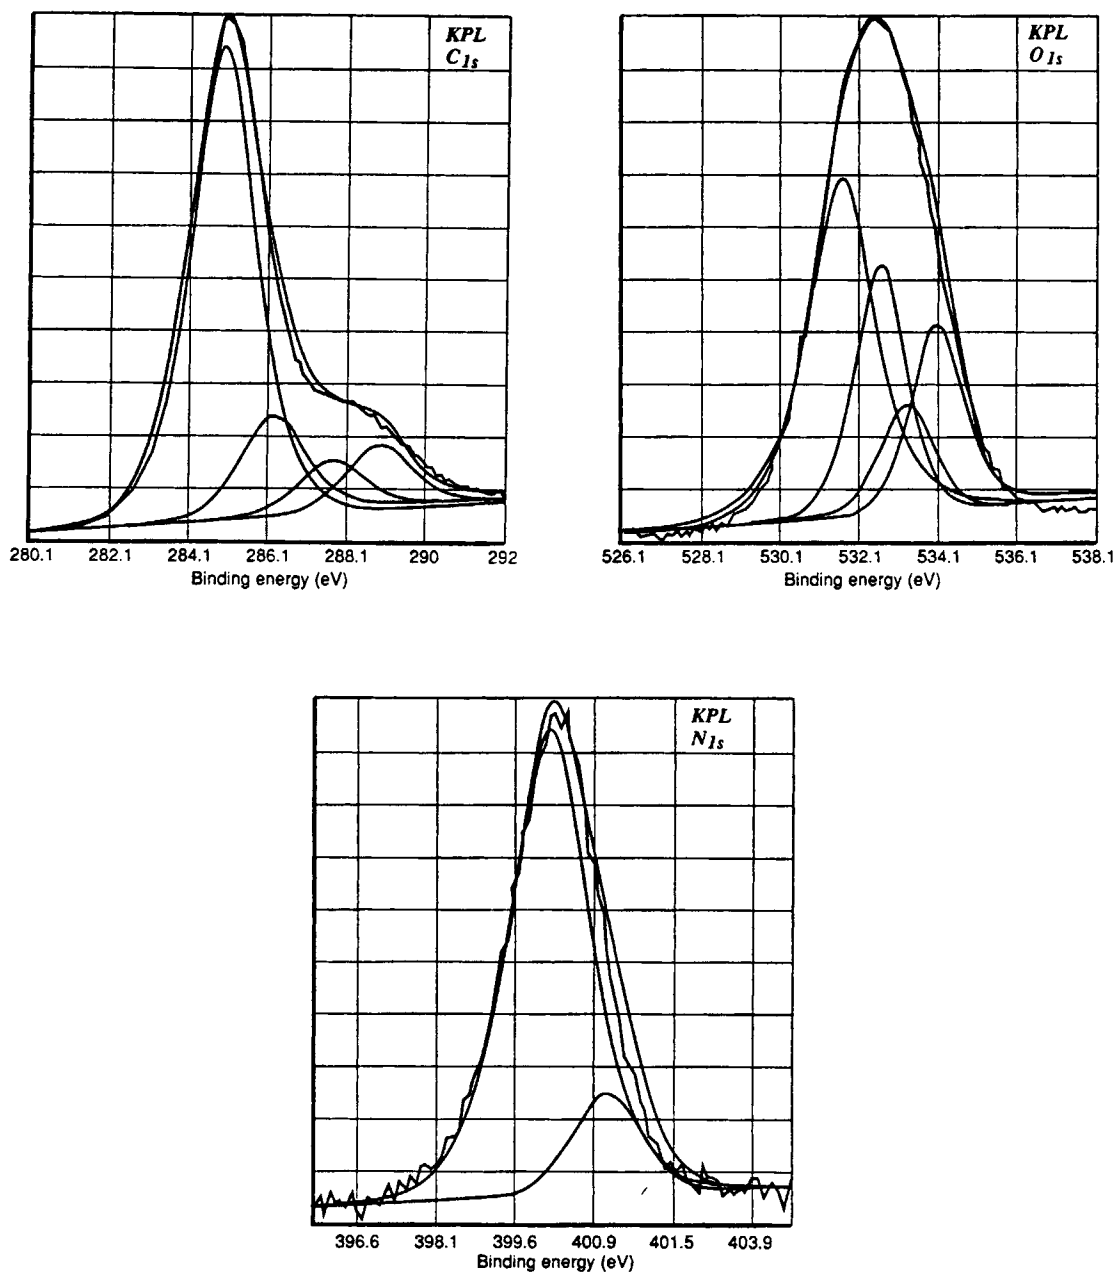 KPL
C1s
280.1 282.1 284.1 286.1 288.1 290 292
Binding energy (eV)
KPL
O1s
526.1 528.1 530.1 532.1 534.1 536.1 538.1
Binding energy (eV)
KPL
N1s
396.6 398.1 399.6 400.9 401.5 403.9
Binding energy (eV)